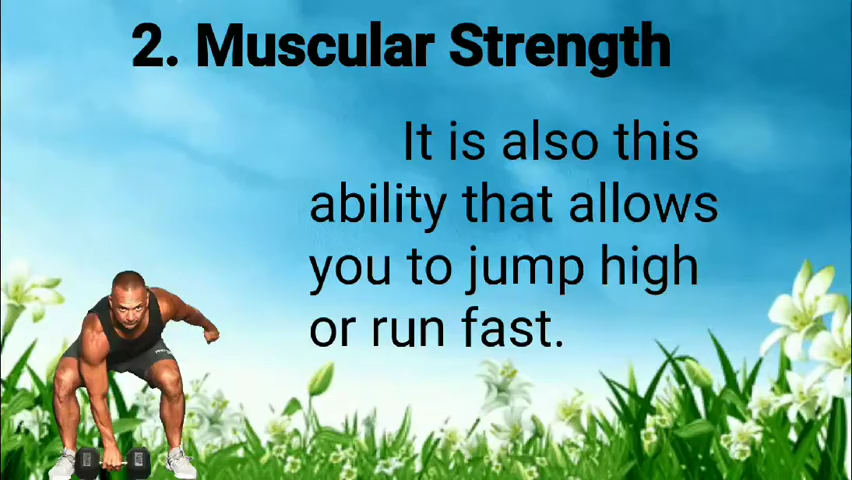 2. Muscular Strength
It is also this
ability that allows
you to jump high
or run fast.